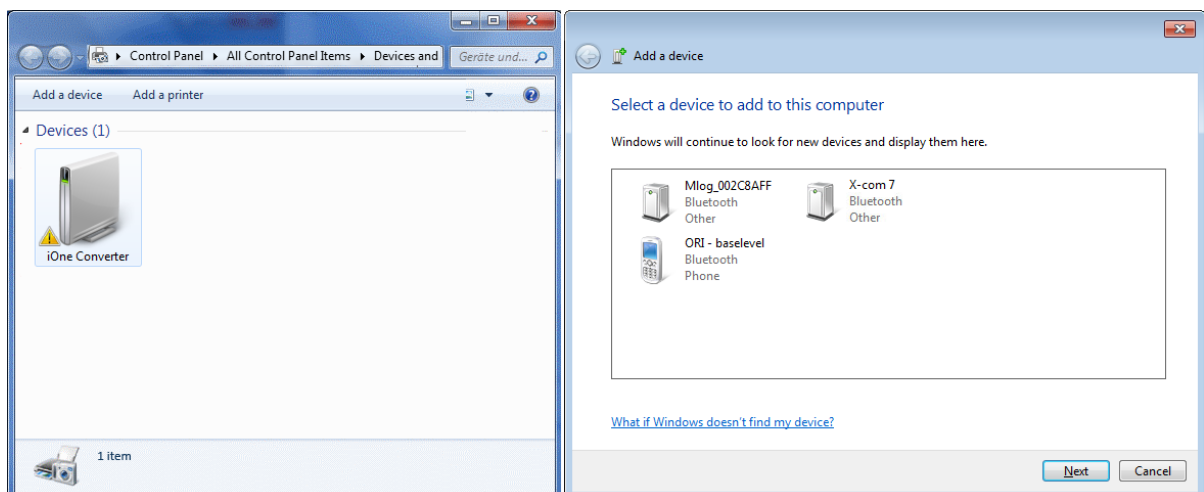 Control Panel ▸ All Control Panel Items ▸ Devices and
Geräte und...
Add a device Add a printer
Devices (1)
iOne Converter
1 item
Add a device
Select a device to add to this computer
Windows will continue to look for new devices and display them here.
Mlog_002C8AFF
Bluetooth
Other
X-com 7
Bluetooth
Other
ORI - baselevel
Bluetooth
Phone
What if Windows doesn't find my device?
Next Cancel